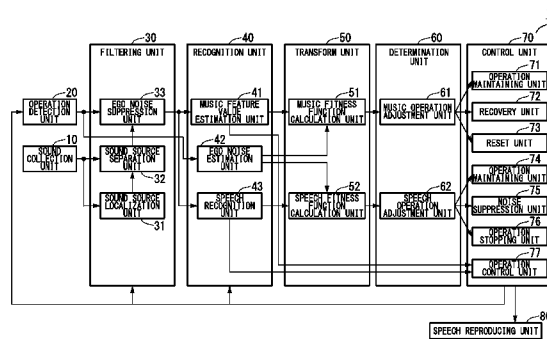 30
FILTERING UNIT
40
RECOGNITION UNIT
50
TRANSFORM UNIT
60
DETERMINATION
UNIT
70
CONTROL UNIT
20
OPERATION
DETECTION
UNIT
10
SOUND
COLLECTION
UNIT
33
EGO NOISE
SUPPRESSION
UNIT
SOUND SOURCE
SEPARATION
UNIT
32
SOUND SOURCE
LOCALIZATION
UNIT
31
41
MUSIC FEATURE
VALUE
ESTIMATION UNIT
42
EGO NOISE
ESTIMATION UNIT
43
SPEECH
RECOGNITION
UNIT
51
MUSIC FITNESS
FUNCTION
CALCULATION UNIT
52
SPEECH FITNESS
FUNCTION
CALCULATION UNIT
61
MUSIC OPERATION
ADJUSTMENT UNIT
62
SPEECH
OPERATION
ADJUSTMENT UNIT
71
OPERATION
MAINTAINING UNIT
72
RECOVERY UNIT
73
RESET UNIT
74
OPERATION
MAINTAINING UNIT
75
NOISE
SUPPRESSION UNIT
76
OPERATION
STOPPING UNIT
77
OPERATION
CONTROL UNIT
80
SPEECH REPRODUCING UNIT